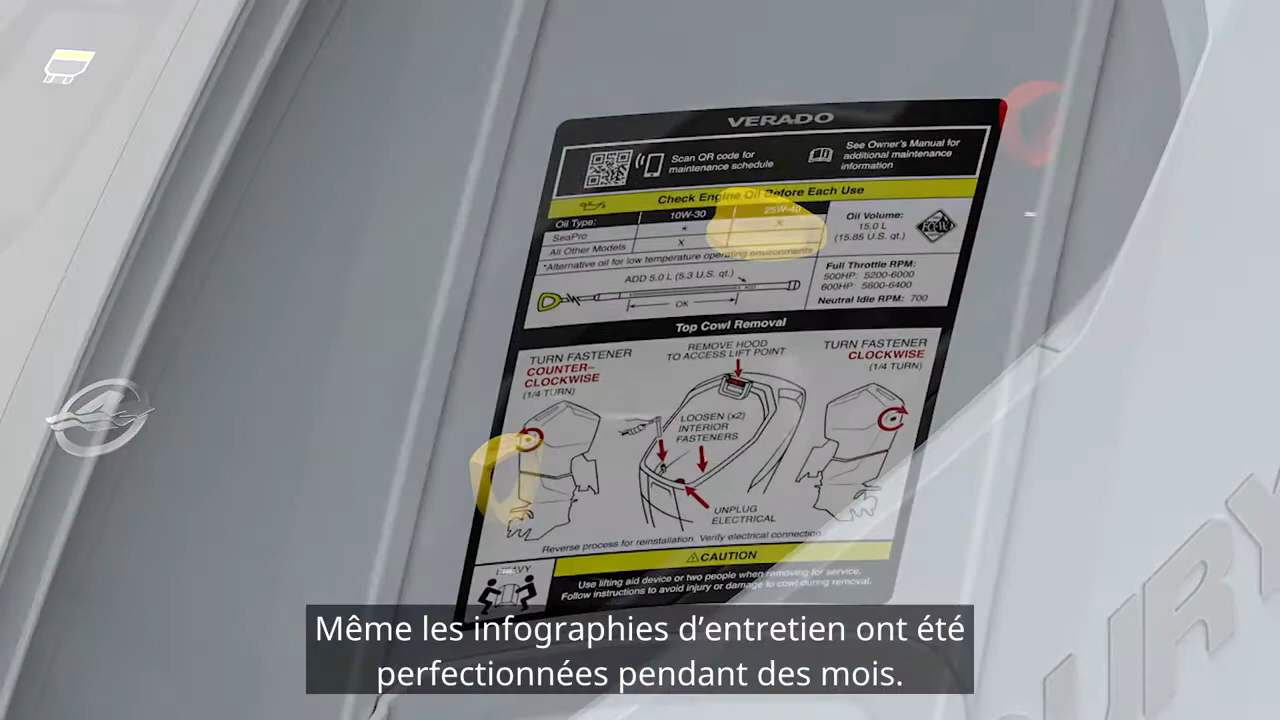 VERADO
Scan QR code for
maintenance schedule
See Owner's Manual for
additional maintenance
information
Check Engine Oil Before Each Use
Oil Type:
10W-30
25W-40
SeaPro
*
X
All Other Models
X
*Alternative oil for low temperature operating environments
Oil Volume:
15.0 L
(15.85 U.S. qt.)
FC-W
ADD 5.0 L (5.3 U.S. qt.)
OK
Full Throttle RPM:
500HP: 5200-6000
600HP: 5600-6400
Neutral Idle RPM: 700
Top Cowl Removal
TURN FASTENER
COUNTER-
CLOCKWISE
(1/4 TURN)
REMOVE HOOD
TO ACCESS LIFT POINT
TURN FASTENER
CLOCKWISE
(1/4 TURN)
LOOSEN (x2)
INTERIOR
FASTENERS
UNPLUG
ELECTRICAL
Reverse process for reinstallation. Verify electrical connection.
HEAVY
CAUTION
Use lifting aid device or two people when removing for service.
Follow instructions to avoid injury or damage to cowl during removal.
URY
Même les infographies d’entretien ont été
perfectionnées pendant des mois.